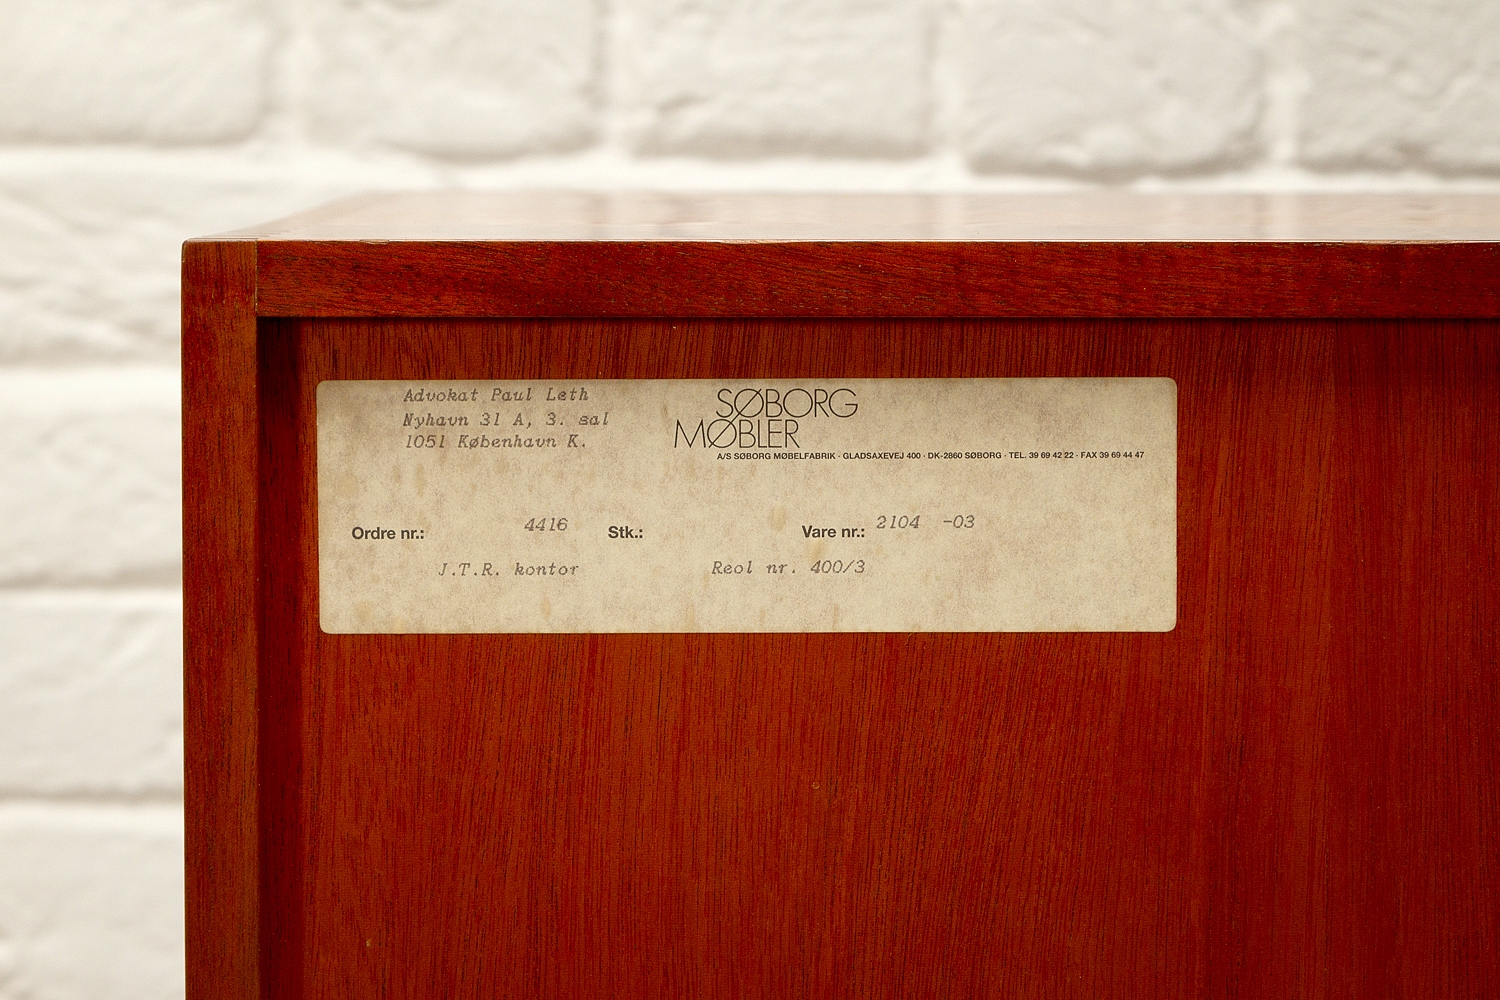 Advokat Paul Leth
Nyhavn 31 A, 3. sal
1051 København K.
SØBORG
MØBLER
A/S SØBORG MØBELFABRIK · GLADSAXEVEJ 400 · DK-2860 SØBORG · TEL. 39 69 42 22 · FAX 39 69 44 47
Ordre nr.: 4416 Stk.: Vare nr.: 2104 -03
J.T.R. kontor Reol nr. 400/3